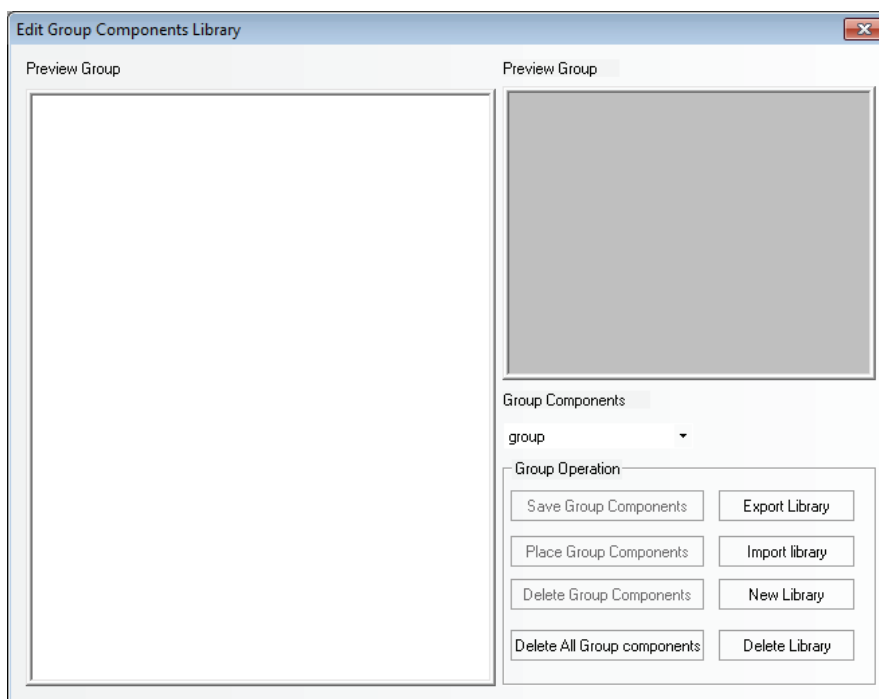 Edit Group Components Library
Preview Group
Preview Group
Group Components
group
Group Operation
Save Group Components
Export Library
Place Group Components
Import library
Delete Group Components
New Library
Delete All Group components
Delete Library